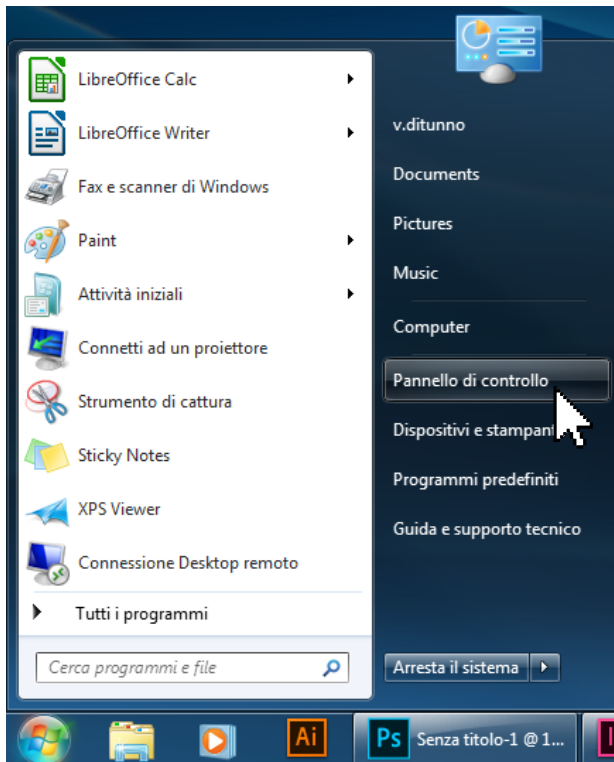 LibreOffice Calc
LibreOffice Writer
Fax e scanner di Windows
Paint
Attività iniziali
Connetti ad un proiettore
Strumento di cattura
Sticky Notes
XPS Viewer
Connessione Desktop remoto
Tutti i programmi
Cerca programmi e file
v.ditunno
Documents
Pictures
Music
Computer
Pannello di controllo
Dispositivi e stampant
Programmi predefiniti
Guida e supporto tecnico
Arresta il sistema
Ai
Ps Senza titolo-1 @ 1...